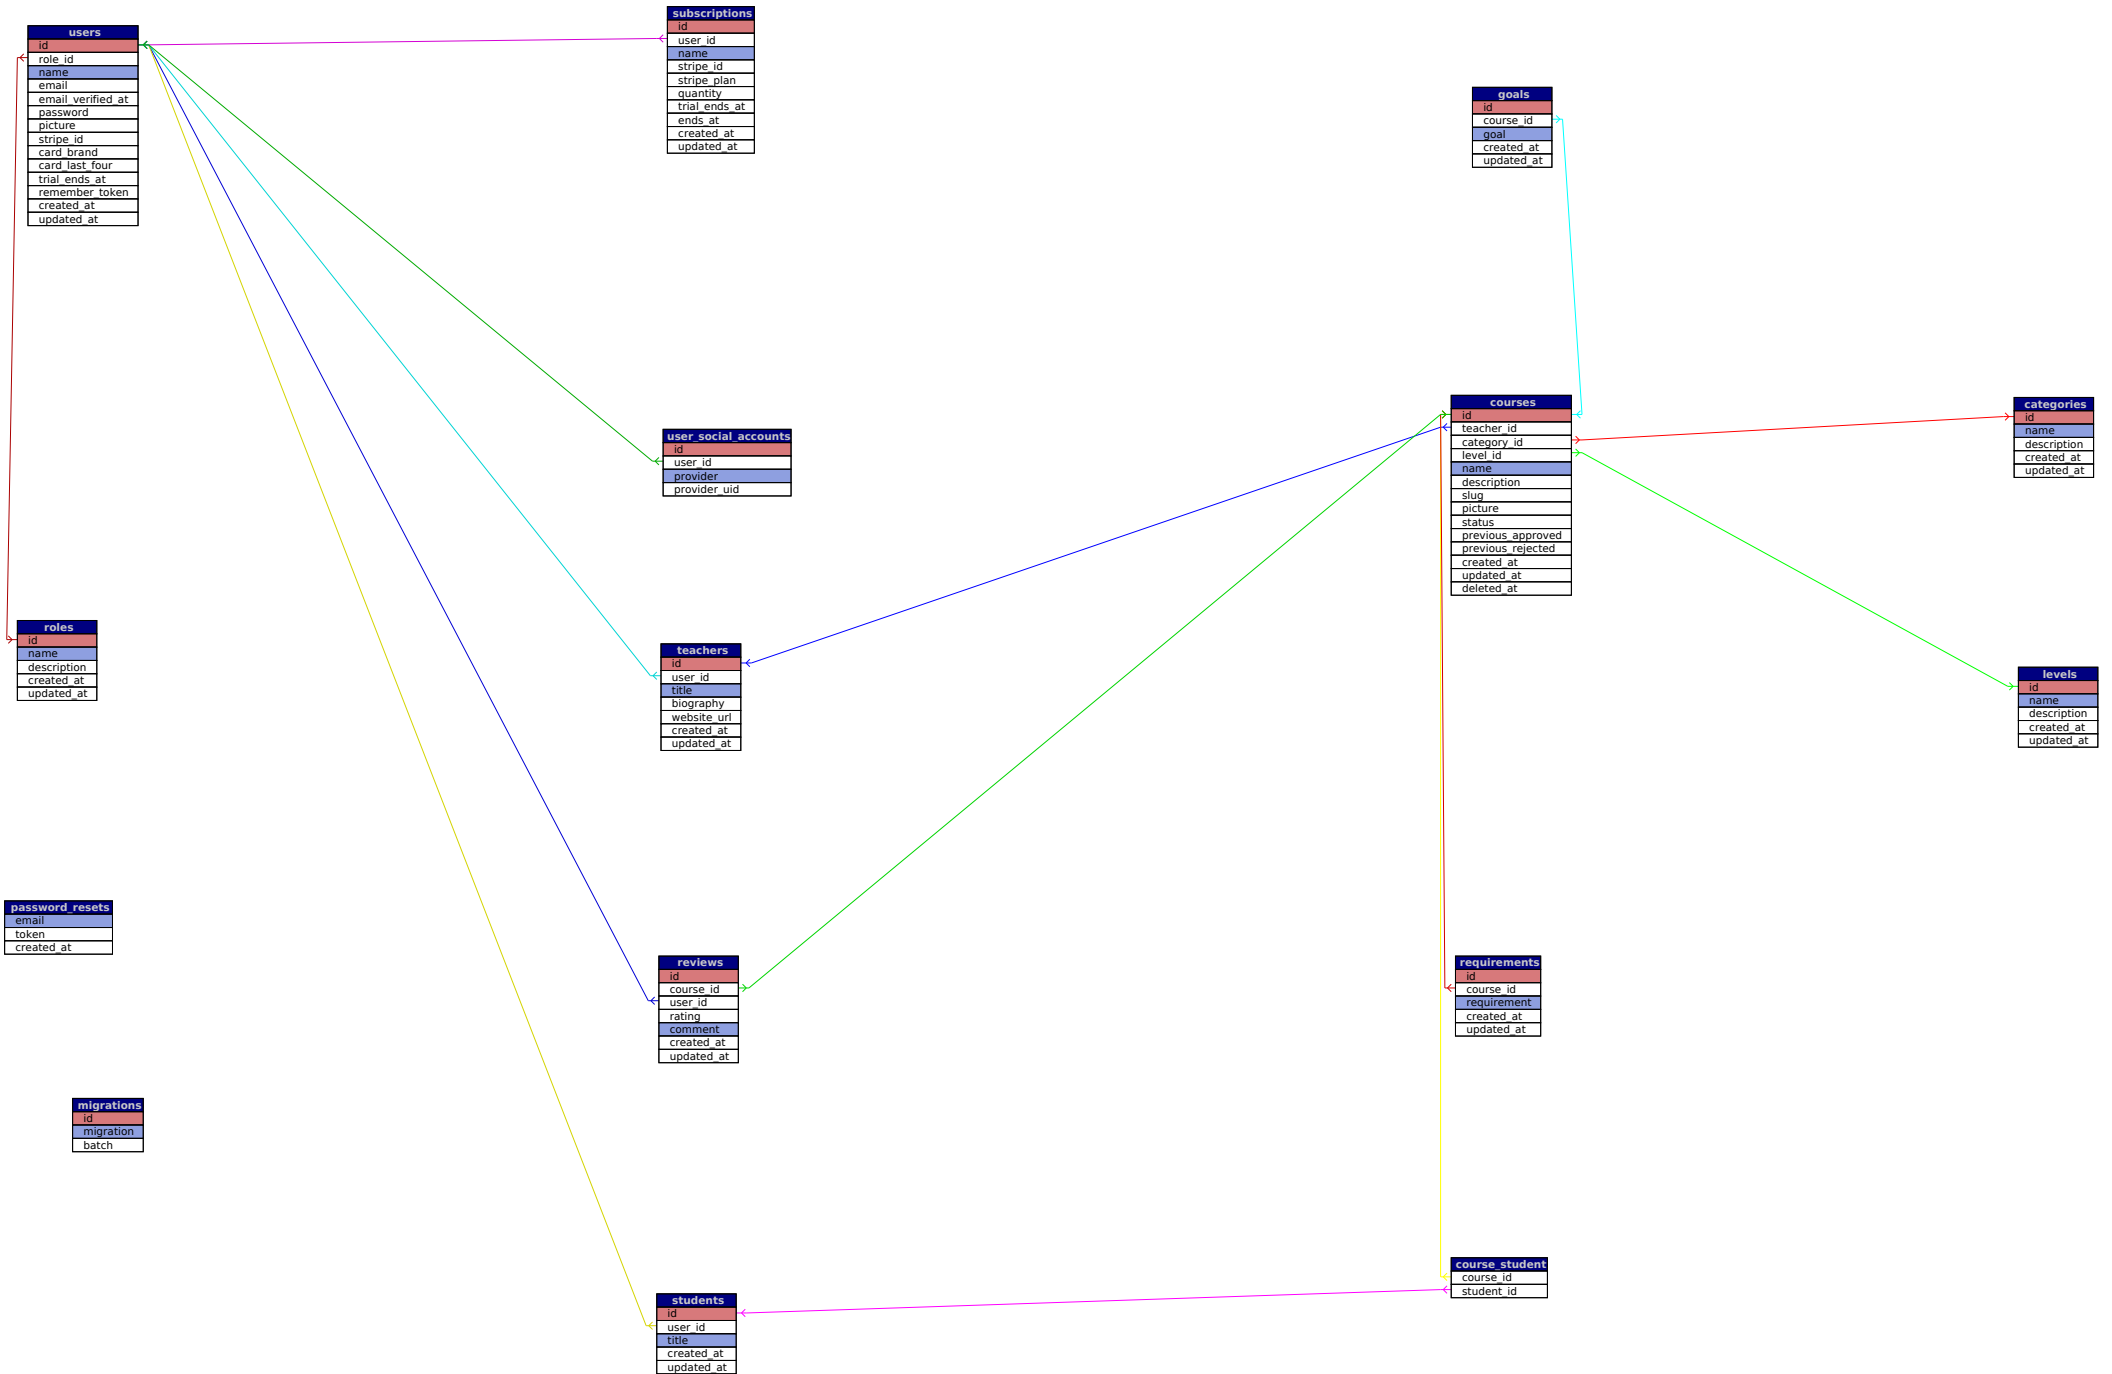 users
id
role_id
name
email
email_verified_at
password
picture
stripe_id
card_brand
card_last_four
trial_ends_at
remember_token
created_at
updated_at
subscriptions
id
user_id
name
stripe_id
stripe_plan
quantity
trial_ends_at
ends_at
created_at
updated_at
goals
id
course_id
goal
created_at
updated_at
user_social_accounts
id
user_id
provider
provider_uid
courses
id
teacher_id
category_id
level_id
name
description
slug
picture
status
previous_approved
previous_rejected
created_at
updated_at
deleted_at
categories
id
name
description
created_at
updated_at
roles
id
name
description
created_at
updated_at
teachers
id
user_id
title
biography
website_url
created_at
updated_at
levels
id
name
description
created_at
updated_at
password_resets
email
token
created_at
reviews
id
course_id
user_id
rating
comment
created_at
updated_at
requirements
id
course_id
requirement
created_at
updated_at
migrations
id
migration
batch
students
id
user_id
title
created_at
updated_at
course_student
course_id
student_id